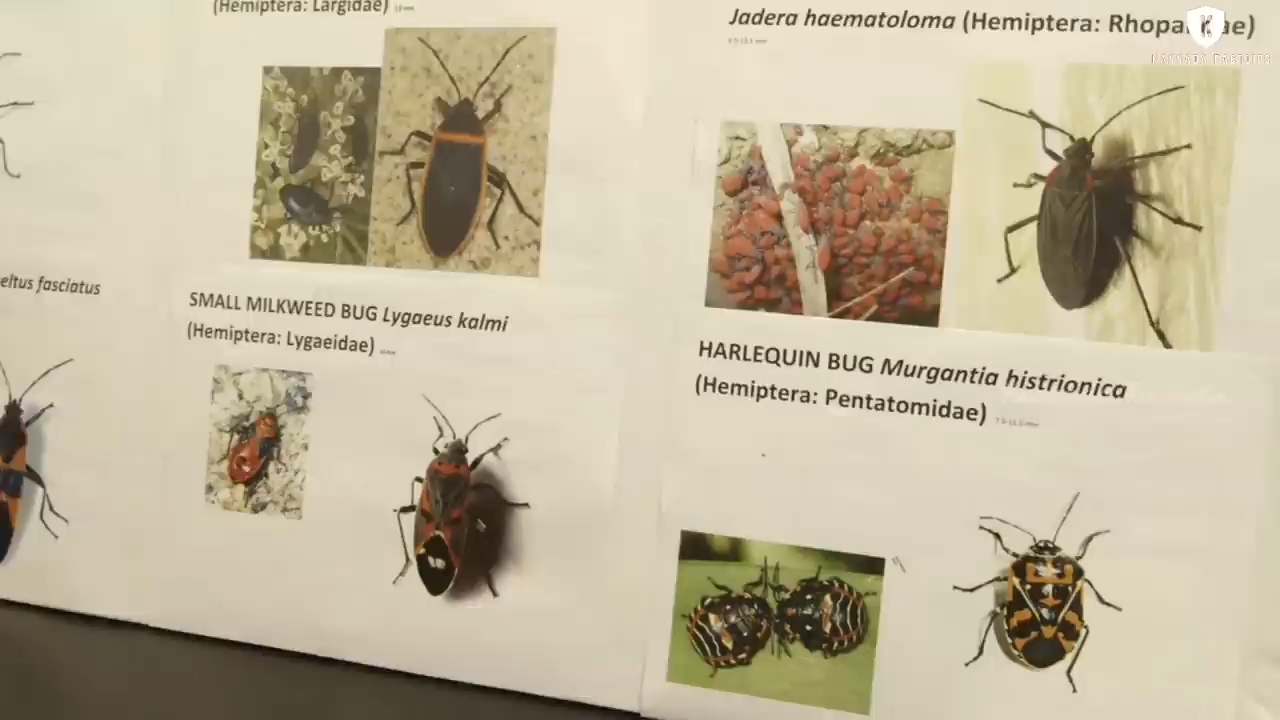 (Hemiptera: Largidae)
Jadera haematoloma (Hemiptera: Rhopalidae)
eltus fasciatus
SMALL MILKWEED BUG Lygaeus kalmi
(Hemiptera: Lygaeidae)
HARLEQUIN BUG Murgantia histrionica
(Hemiptera: Pentatomidae)
K